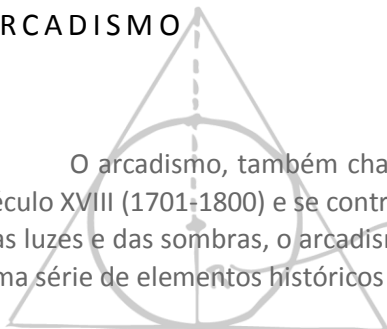 RCADISMO
O arcadismo, também cha
éculo XVIII (1701-1800) e se contr
as luzes e das sombras, o arcadism
ma série de elementos históricos